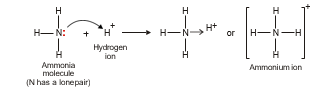 H H H +
H—N: + H+ ⟶ H—N→H+ or H—N—H
H H H
Hydrogen
ion
Ammonia
molecule
(N has a lonepair)
Ammonium ion